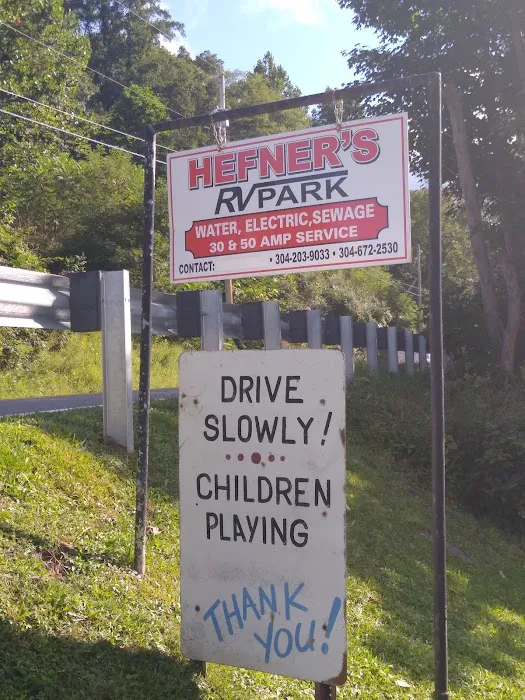 HEFNER'S
RV PARK
WATER, ELECTRIC,SEWAGE
30 & 50 AMP SERVICE
CONTACT: • 304-203-9033 • 304-672-2530
DRIVE
SLOWLY!
CHILDREN
PLAYING
THANK
YOU!